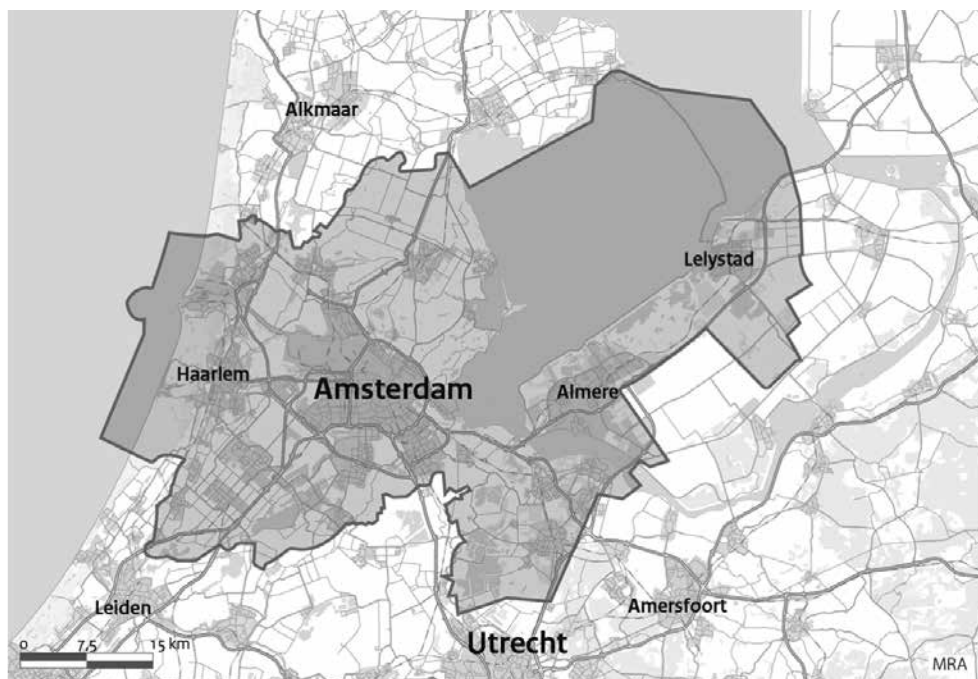 Alkmaar
Lelystad
Haarlem
Amsterdam
Almere
Leiden
Amersfoort
Utrecht
0 7,5 15 km
MRA